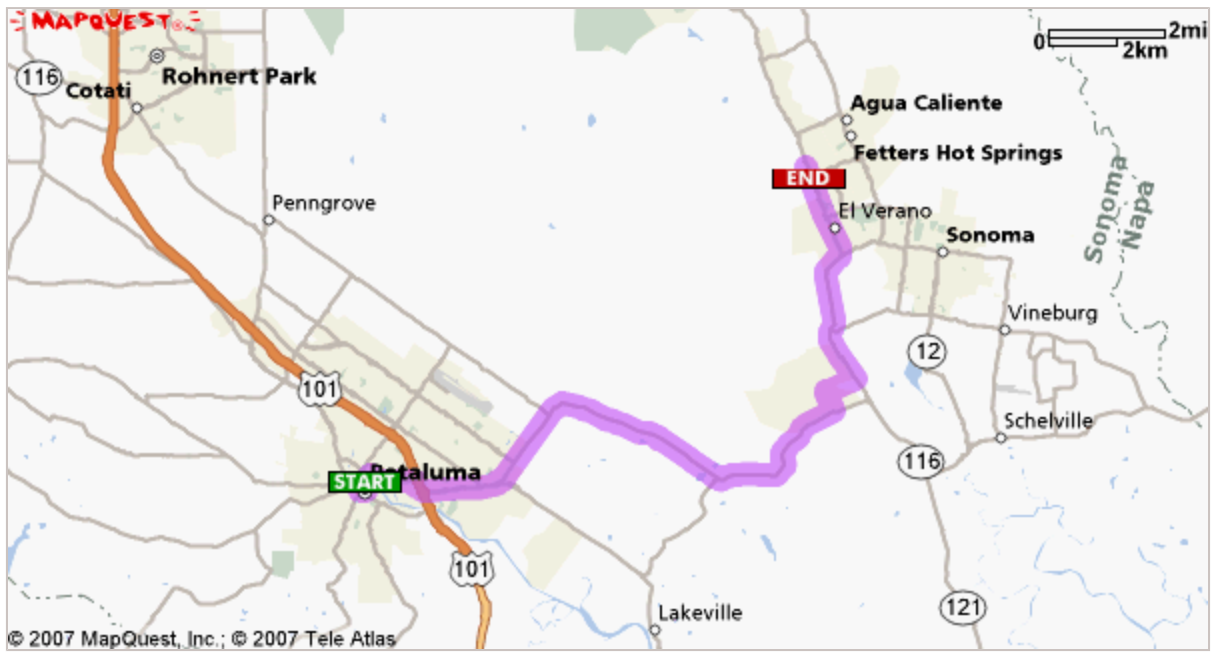 MAPQUEST®
0 2mi
2km
116
Rohnert Park
Cotati
Agua Caliente
Fetters Hot Springs
END
Sonoma
Napa
Penngrove
El Verano
Sonoma
Vineburg
12
101
Schelville
116
Petaluma
START
101
121
Lakeville
© 2007 MapQuest, Inc.; © 2007 Tele Atlas